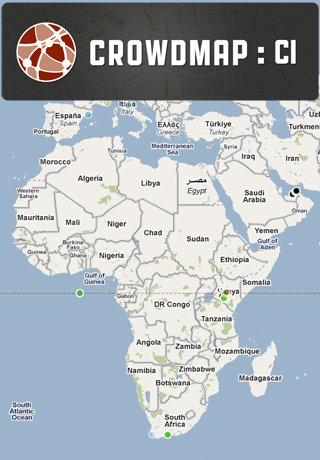 CROWDMAP : CI
España
Spain
Portugal
Italia
Italy
Ελλάς
Greece
Türkiye
Turkey
Turkmeni
Mediterranean
Sea
Syria
Iraq
Iran
Tunisia
Morocco
Algeria
Libya
مصر
Egypt
Western
Sahara
Saudi
Arabia
Oman
Mauritania
Mali
Niger
Chad
Sudan
Yemen
Gulf of
Aden
Burkina
Faso
Guinea
Ghana
Nigeria
Ethiopia
Somalia
Gulf of
Guinea
Gabon
DR Congo
Tanzania
Angola
Zambia
Mozambique
Namibia
Zimbabwe
Botswana
Madagascar
South
Atlantic
Ocean
South
Africa